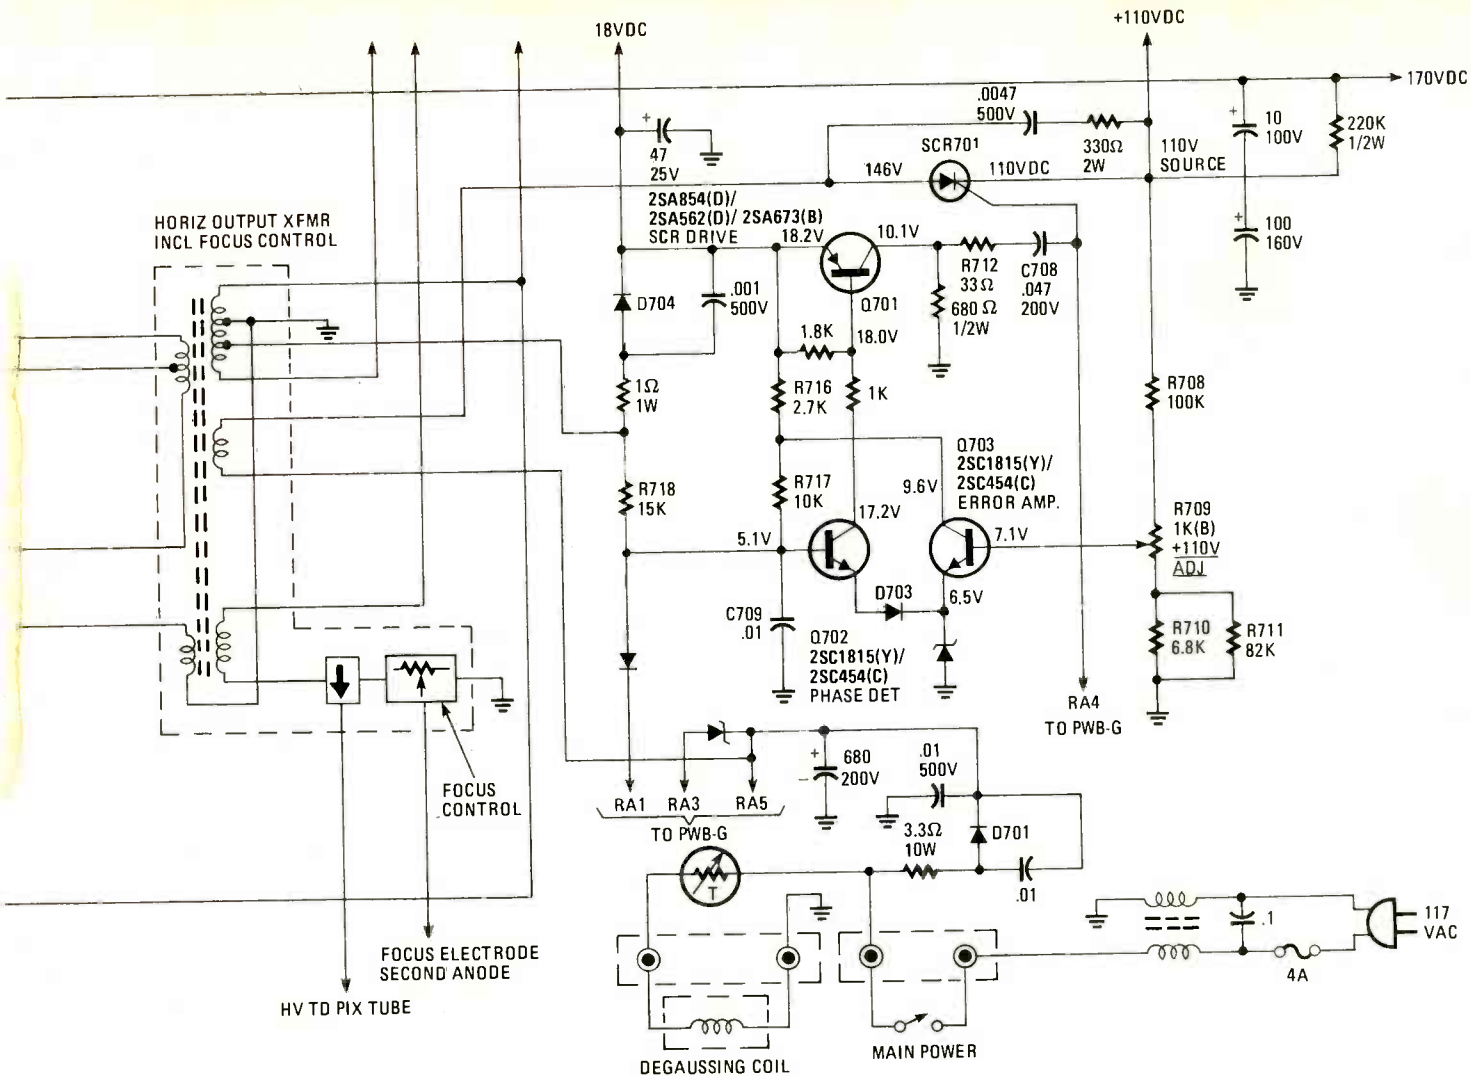 18VDC
+110VDC
170VDC
+
47
25V
.0047
500V
330Ω
2W
SCR701
146V
110VDC
110V
SOURCE
+
10
100V
220K
1/2W
+
100
160V
2SA854(D)/
2SA562(D)/ 2SA673(B)
SCR DRIVE
18.2V
10.1V
HORIZ OUTPUT XFMR
INCL FOCUS CONTROL
D704
.001
500V
Q701
R712
33Ω
C708
.047
200V
680 Ω
1/2W
1.8K
18.0V
1Ω
1W
R716
2.7K
1K
R708
100K
R718
15K
R717
10K
Q703
2SC1815(Y)/
2SC454(C)
ERROR AMP.
9.6V
17.2V
5.1V
7.1V
R709
1K(B)
+110V
ADJ
D703
6.5V
C709
.01
Q702
2SC1815(Y)/
2SC454(C)
PHASE DET
R710
6.8K
R711
82K
RA4
TO PWB-G
FOCUS
CONTROL
RA1
RA3
RA5
TO PWB-G
+
−
680
200V
.01
500V
D701
3.3Ω
10W
.01
T
.1
117
VAC
4A
FOCUS ELECTRODE
SECOND ANODE
HV TO PIX TUBE
DEGAUSSING COIL
MAIN POWER